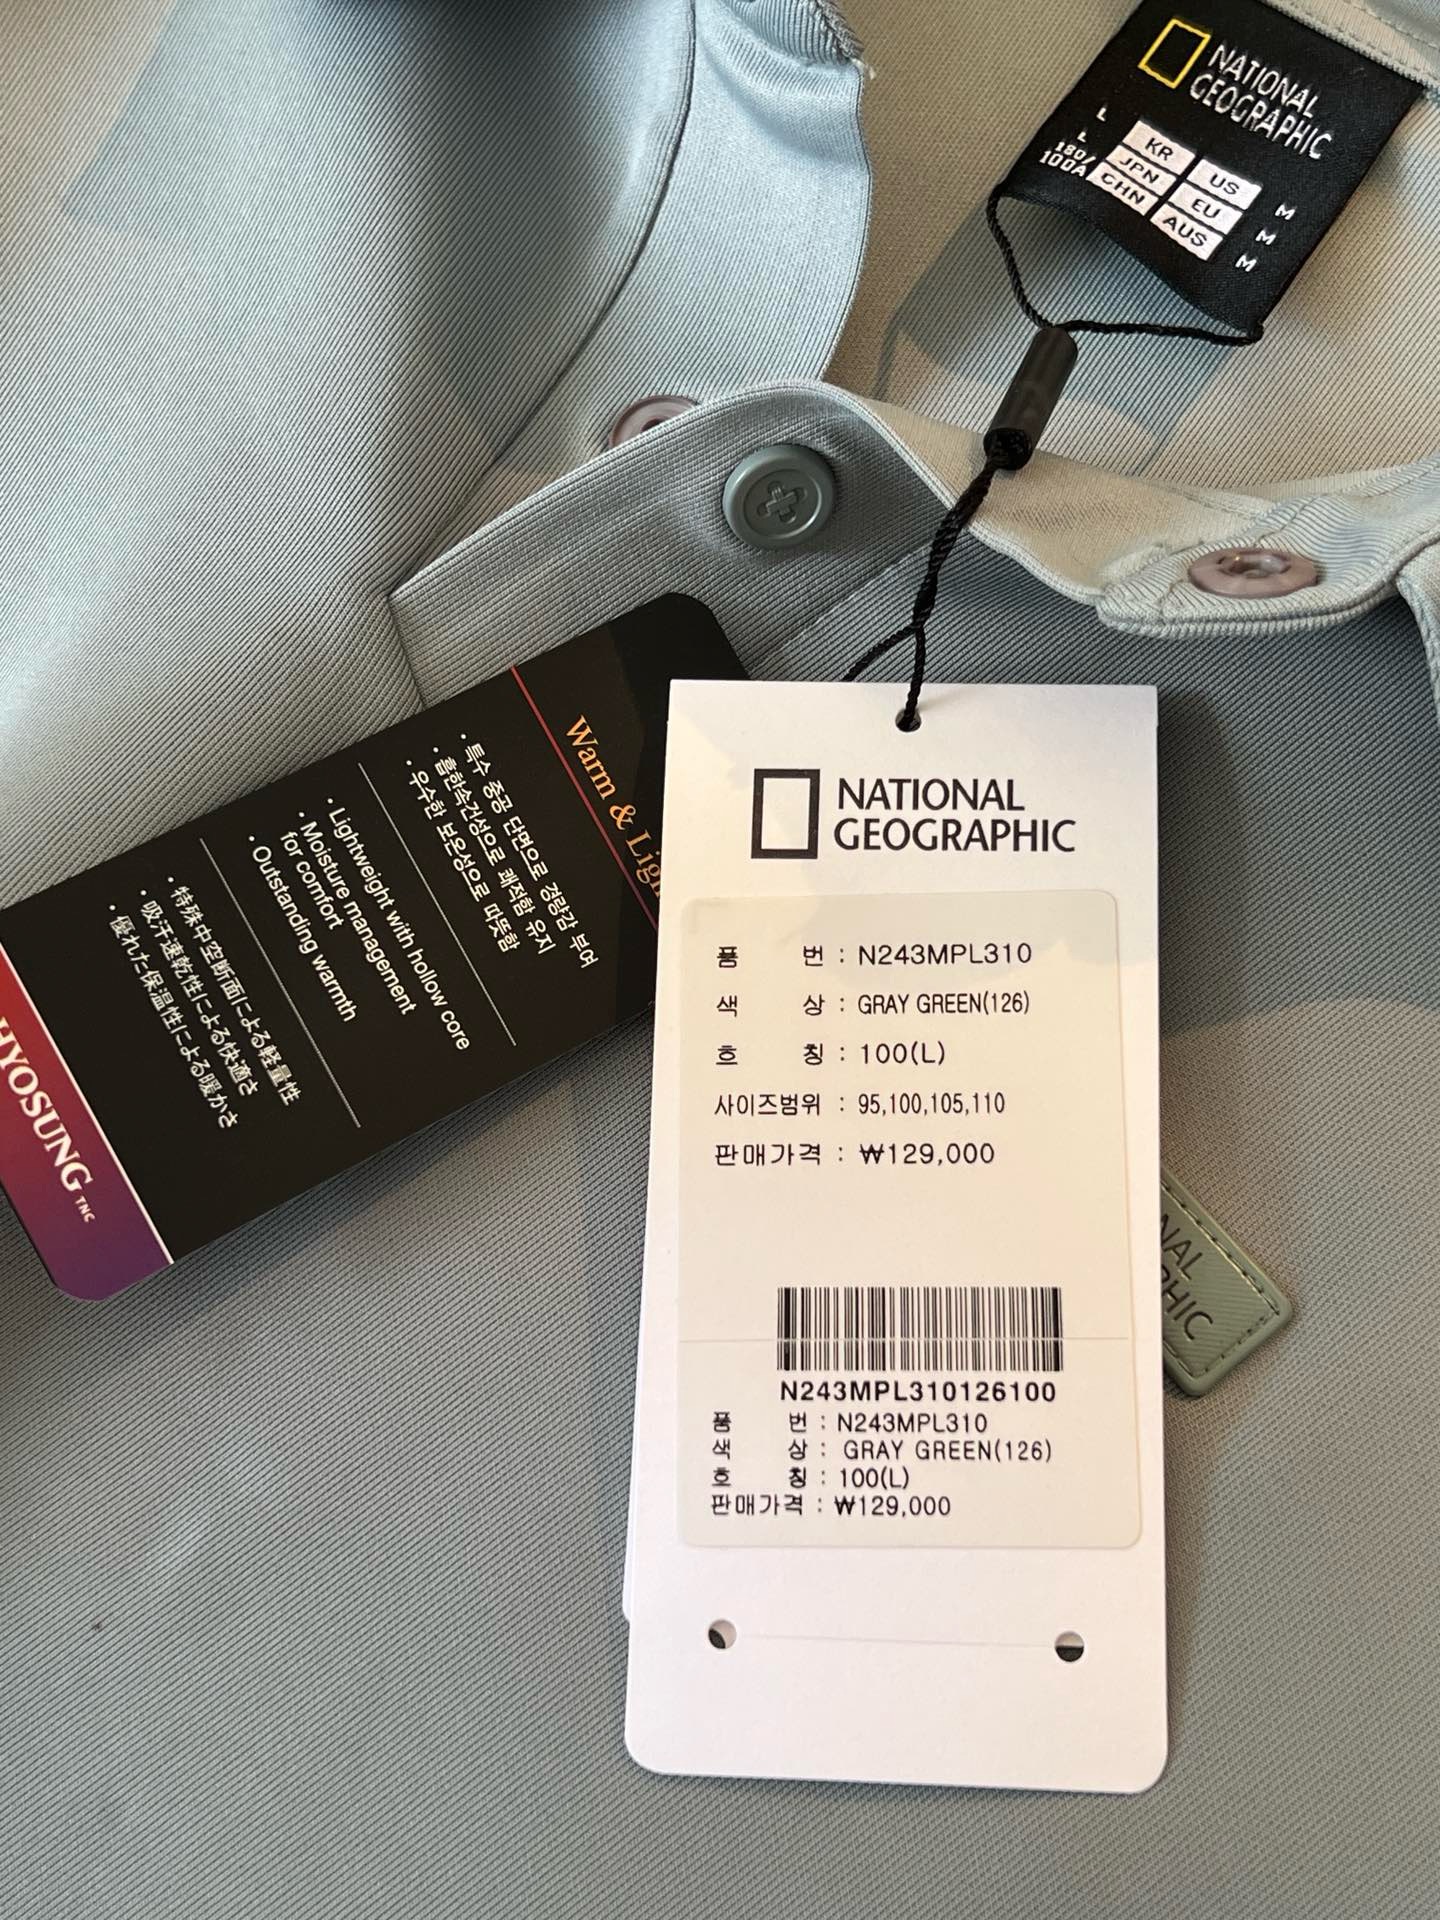 NATIONAL
GEOGRAPHIC
L KR US M
L JPN EU M
180/100A CHN AUS M
Warm & Ligh
・특수 중공 단면으로 경량감 부여
・흡한속건성으로 쾌적함 유지
・우수한 보온성으로 따뜻함
・Lightweight with hollow core
・Moisture management
for comfort
・Outstanding warmth
・特殊中空断面による軽量性
・吸汗速乾性による快適さ
・優れた保温性による暖かさ
HYOSUNG TNC
NATIONAL
GEOGRAPHIC
품 번 : N243MPL310
색 상 : GRAY GREEN(126)
호 칭 : 100(L)
사이즈범위 : 95,100,105,110
판매가격 : ₩129,000
N243MPL310126100
품 번 : N243MPL310
색 상 : GRAY GREEN(126)
호 칭 : 100(L)
판매가격 : ₩129,000
NAL
PHIC